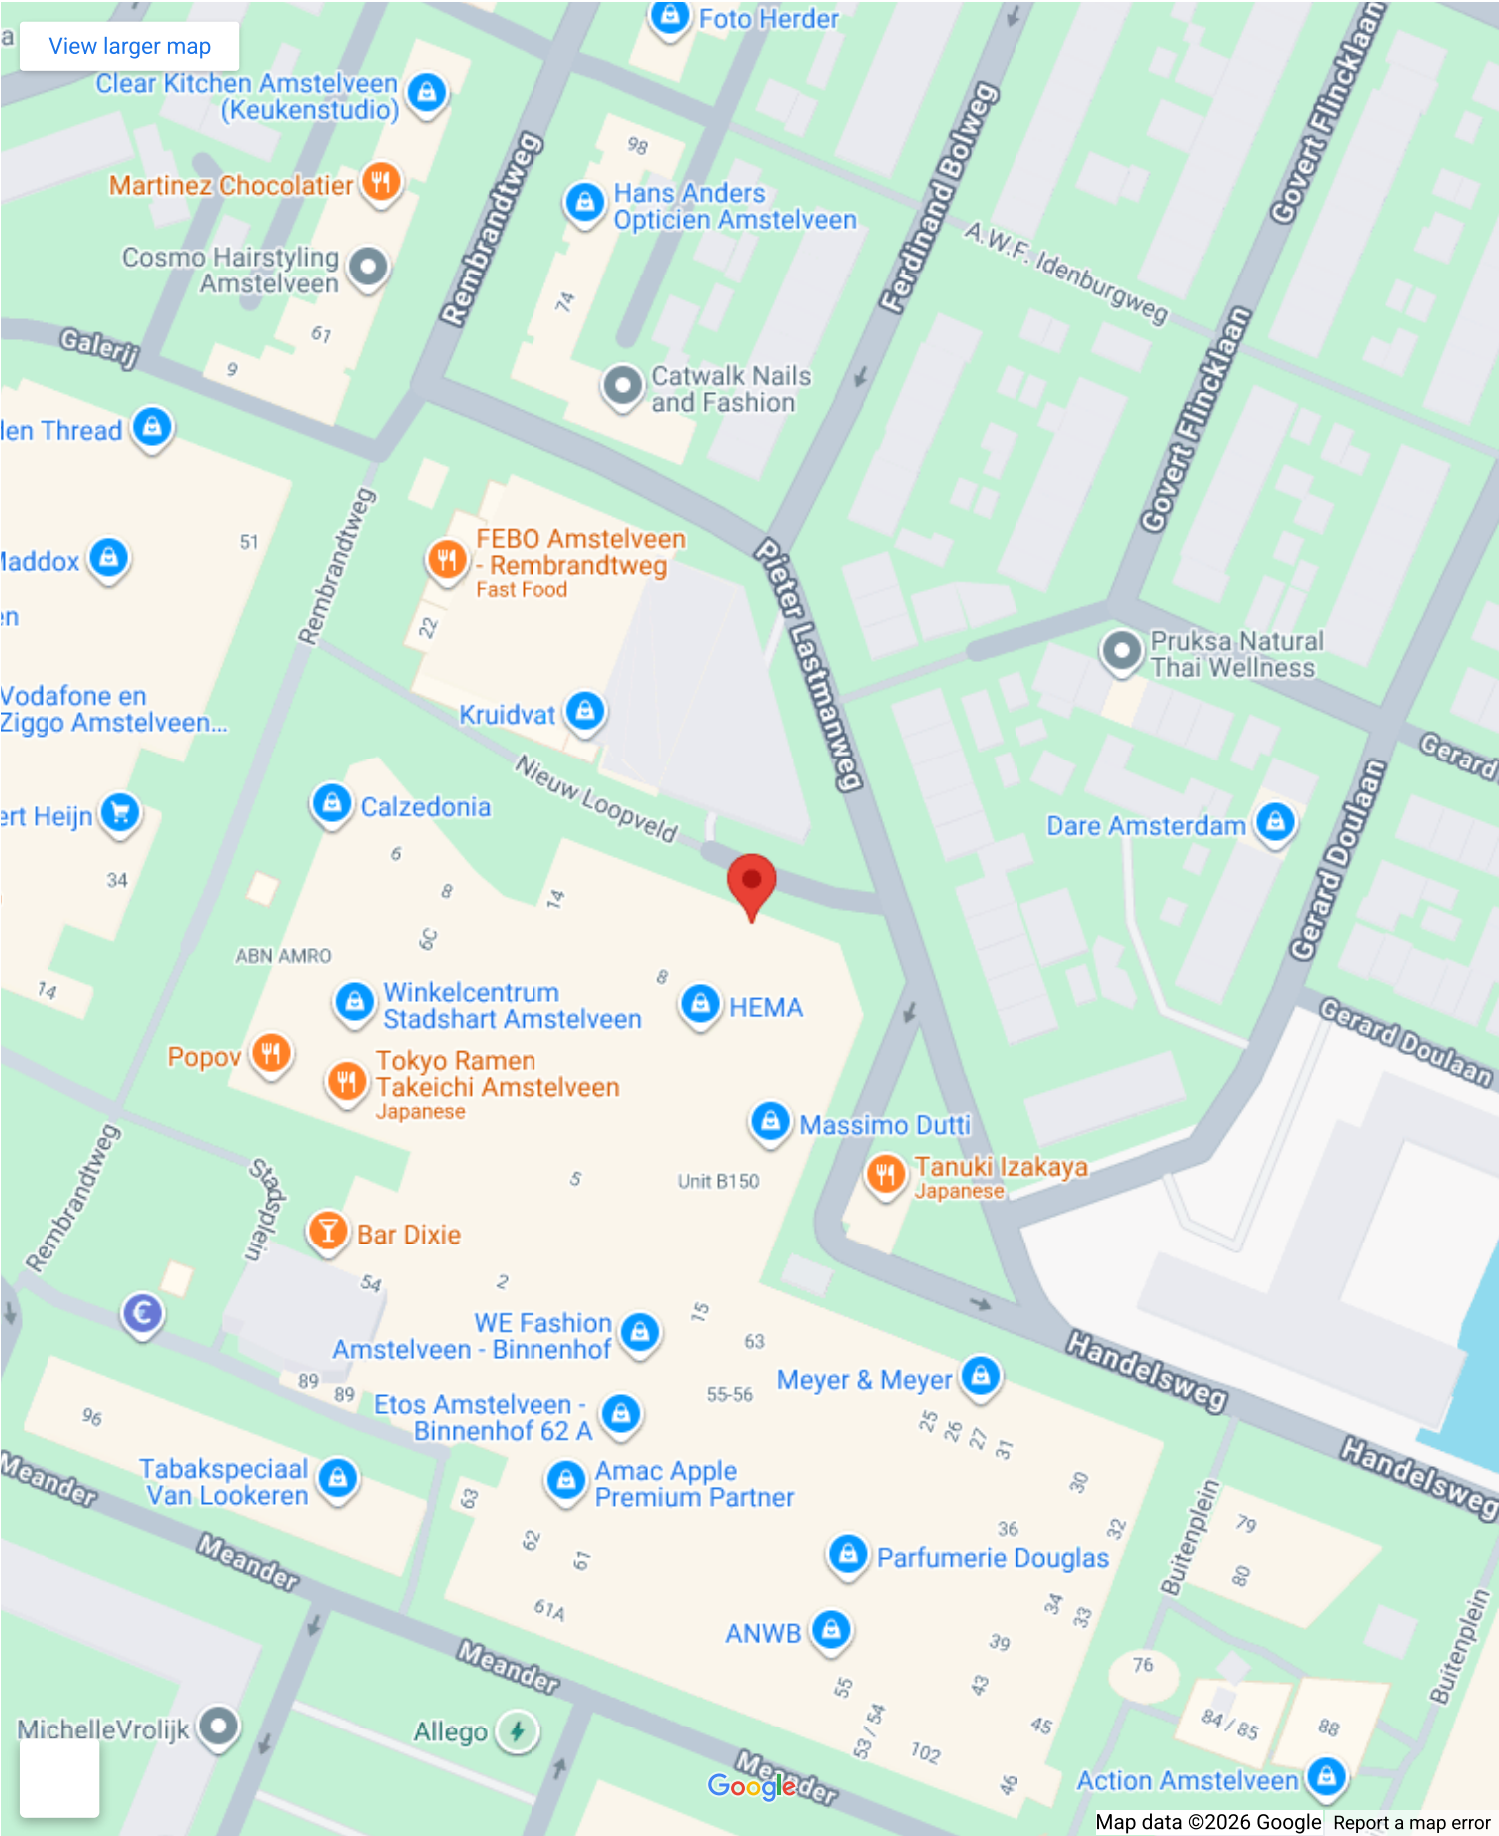 a
View larger map
Foto Herder
Clear Kitchen Amstelveen
(Keukenstudio)
Martinez Chocolatier
98
Hans Anders
Opticien Amstelveen
Rembrandtweg
Ferdinand Bolweg
Govert Flincklaan
A.W.F. Idenburgweg
Cosmo Hairstyling
Amstelveen
74
61
Galerij
9
Catwalk Nails
and Fashion
Govert Flincklaan
len Thread
Rembrandtweg
51
FEBO Amstelveen
- Rembrandtweg
Fast Food
Maddox
en
22
Pieter Lastmanweg
Pruksa Natural
Thai Wellness
Vodafone en
Ziggo Amstelveen...
Kruidvat
Gerard
Nieuw Loopveld
Calzedonia
ert Heijn
Dare Amsterdam
Gerard Doulaan
6
34
8
14
6C
ABN AMRO
14
8
Winkelcentrum
Stadshart Amstelveen
HEMA
Gerard Doulaan
Popov
Tokyo Ramen
Takeichi Amstelveen
Japanese
Massimo Dutti
Rembrandtweg
Stadsplein
5
Unit B150
Tanuki Izakaya
Japanese
Bar Dixie
54
2
€
15
WE Fashion
Amstelveen - Binnenhof
63
Handelsweg
89
89
Meyer & Meyer
55-56
Etos Amstelveen -
Binnenhof 62 A
96
25
26
27
31
Handelsweg
Meander
Tabakspeciaal
Van Lookeren
Amac Apple
Premium Partner
63
30
Buitenplein
79
36
32
62
61
Meander
Parfumerie Douglas
80
61A
34
33
ANWB
39
Buitenplein
Meander
76
55
43
MichelleVrolijk
Allego
53 / 54
45
84 / 85
88
102
Meander
46
Google
Action Amstelveen
Map data ©2026 Google
Report a map error